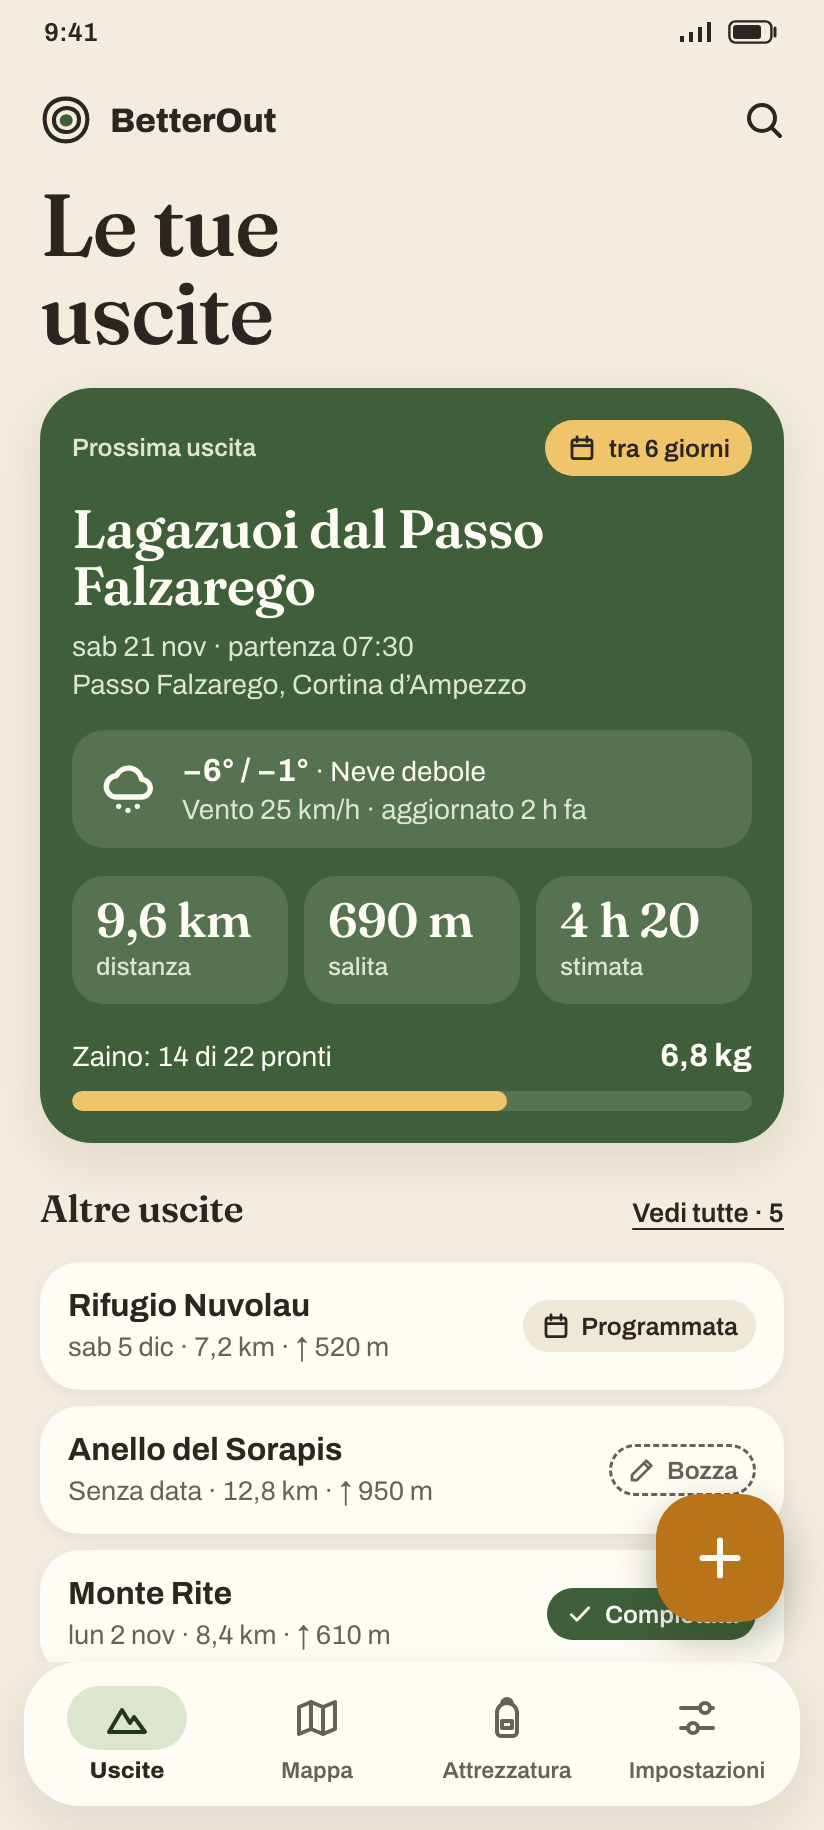 9:41
BetterOut
Le tue
uscite
Prossima uscita
tra 6 giorni
Lagazuoi dal Passo
Falzarego
sab 21 nov · partenza 07:30
Passo Falzarego, Cortina d’Ampezzo
−6° / −1° · Neve debole
Vento 25 km/h · aggiornato 2 h fa
9,6 km
distanza
690 m
salita
4 h 20
stimata
Zaino: 14 di 22 pronti
6,8 kg
Altre uscite
Vedi tutte · 5
Rifugio Nuvolau
sab 5 dic · 7,2 km · ↑ 520 m
Programmata
Anello del Sorapis
Senza data · 12,8 km · ↑ 950 m
Bozza
Monte Rite
lun 2 nov · 8,4 km · ↑ 610 m
Uscite
Mappa
Attrezzatura
Impostazioni